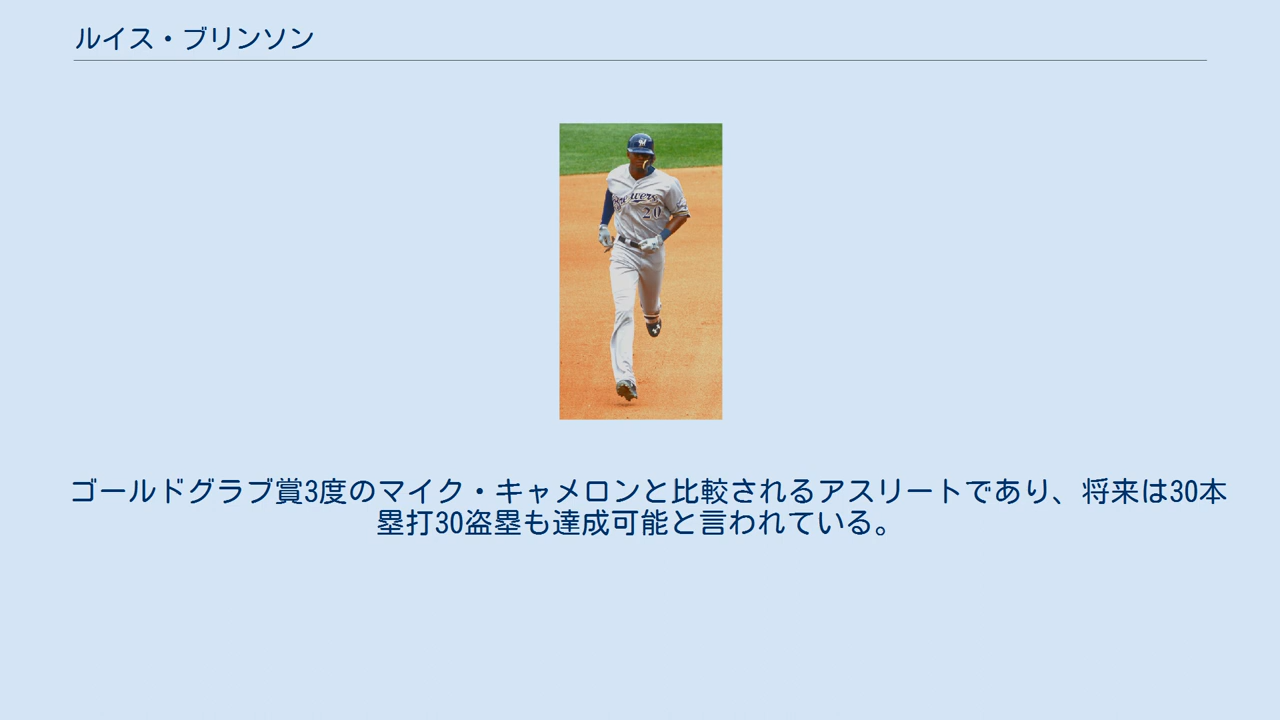 ルイス・ブリンソン
Brewers
20
ゴールドグラブ賞3度のマイク・キャメロンと比較されるアスリートであり、将来は30本
塁打30盗塁も達成可能と言われている。